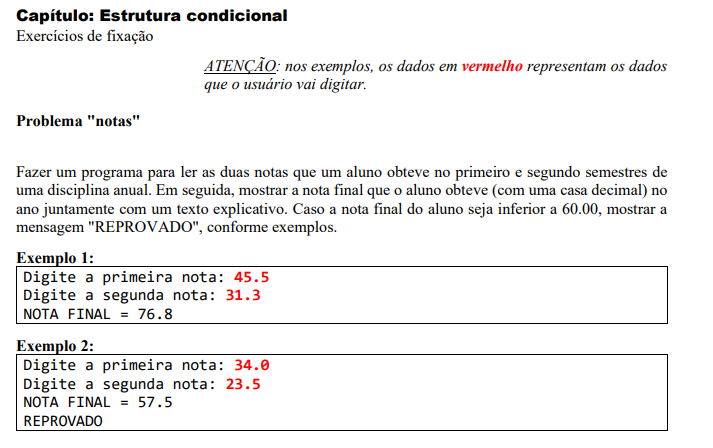 Capítulo: Estrutura condicional
Exercícios de fixação
ATENÇÃO: nos exemplos, os dados em vermelho representam os dados
que o usuário vai digitar.
Problema "notas"
Fazer um programa para ler as duas notas que um aluno obteve no primeiro e segundo semestres de
uma disciplina anual. Em seguida, mostrar a nota final que o aluno obteve (com uma casa decimal) no
ano juntamente com um texto explicativo. Caso a nota final do aluno seja inferior a 60.00, mostrar a
mensagem "REPROVADO", conforme exemplos.
Exemplo 1:
Digite a primeira nota: 45.5
Digite a segunda nota: 31.3
NOTA FINAL = 76.8
Exemplo 2:
Digite a primeira nota: 34.0
Digite a segunda nota: 23.5
NOTA FINAL = 57.5
REPROVADO